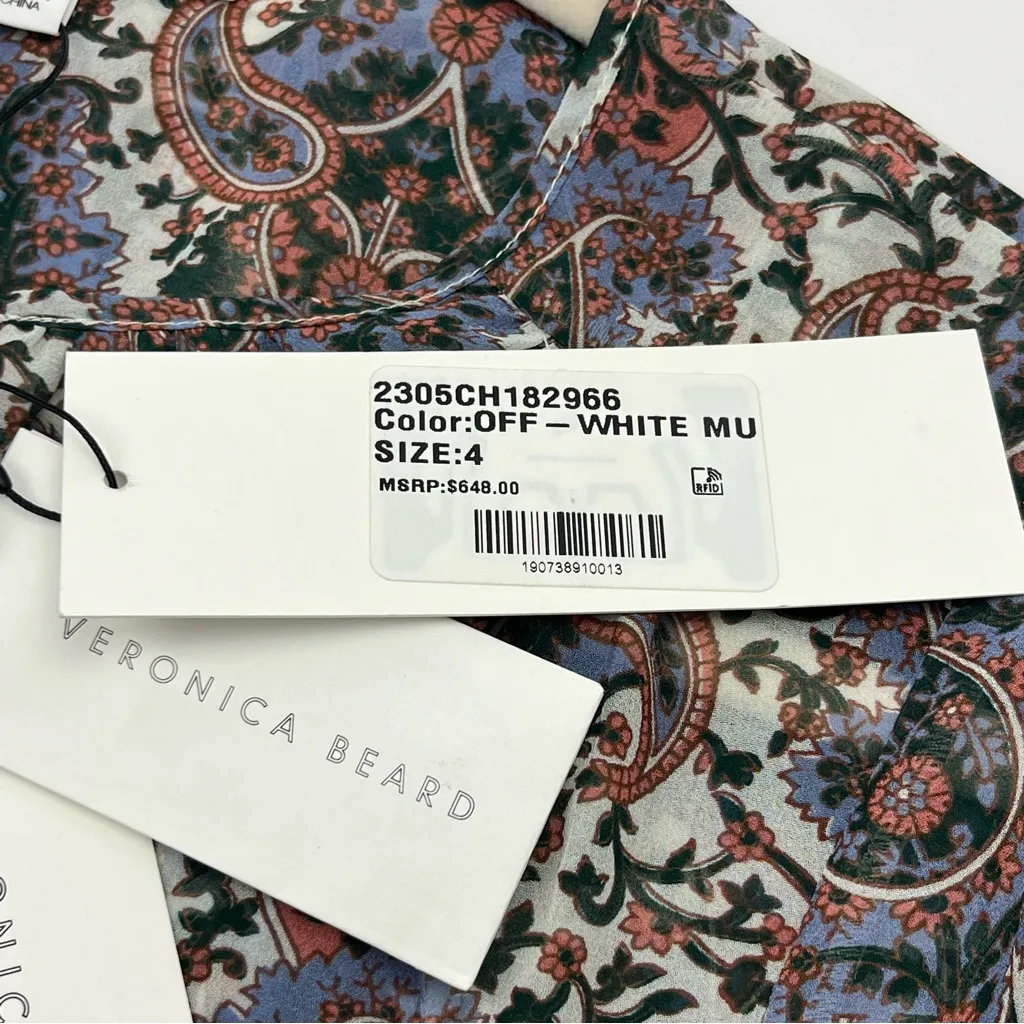 CHINA
2305CH182966
Color:OFF-WHITE MU
SIZE:4
MSRP:$648.00
RFID
190738910013
VERONICA BEARD
ONIC